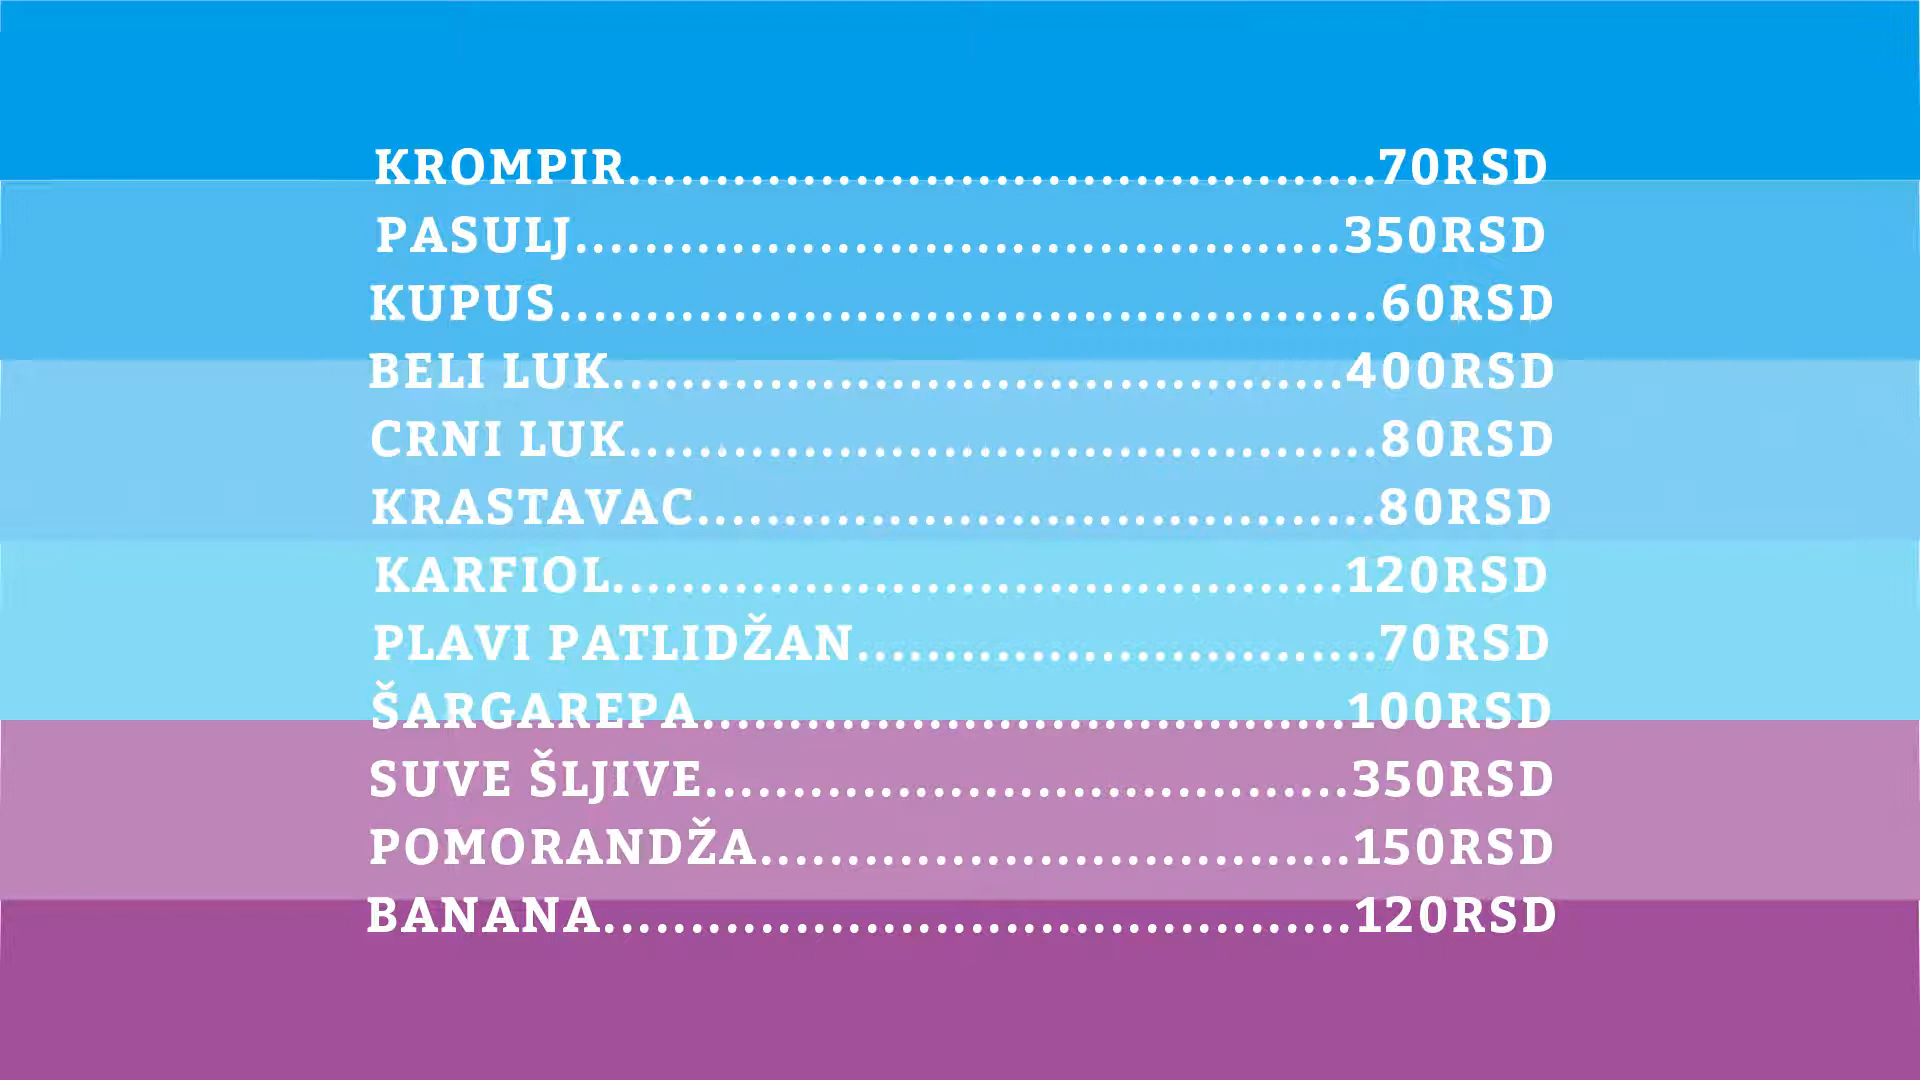 KROMPIR...........................................70RSD
PASULJ............................................350RSD
KUPUS...............................................60RSD
BELI LUK..........................................400RSD
CRNI LUK...........................................80RSD
KRASTAVAC.......................................80RSD
KARFIOL..........................................120RSD
PLAVI PATLIDŽAN..............................70RSD
ŠARGAREPA.....................................100RSD
SUVE ŠLJIVE.....................................350RSD
POMORANDŽA..................................150RSD
BANANA...........................................120RSD